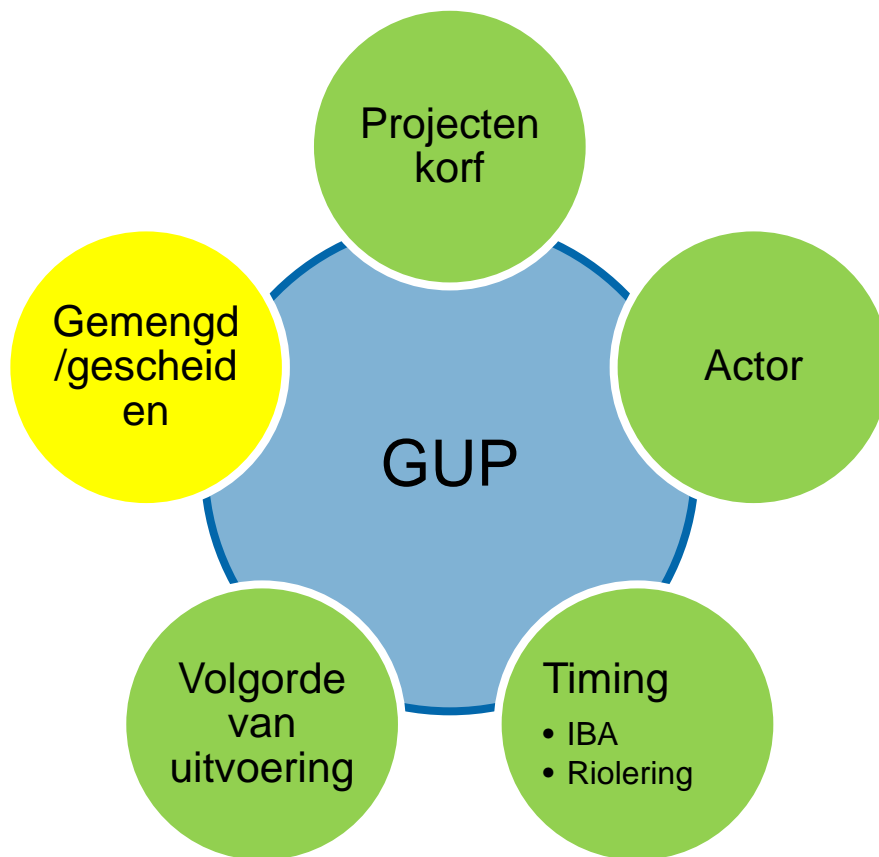 Projecten
korf
Gemengd
/gescheid
en
Actor
GUP
Volgorde
van
uitvoering
Timing
• IBA
• Riolering